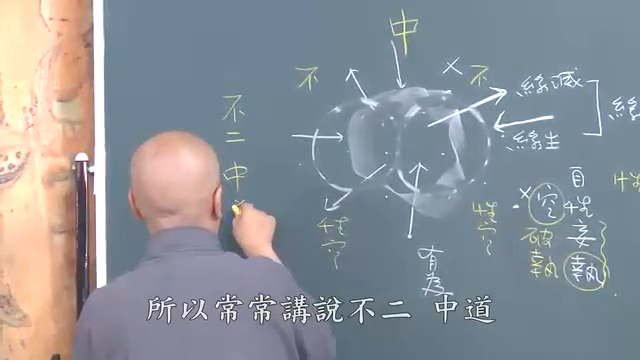 中
不
不
緣滅
緣生
緣
不二中
性空
性空
有為
自性妄執
空
破執
所以常常講說不二 中道